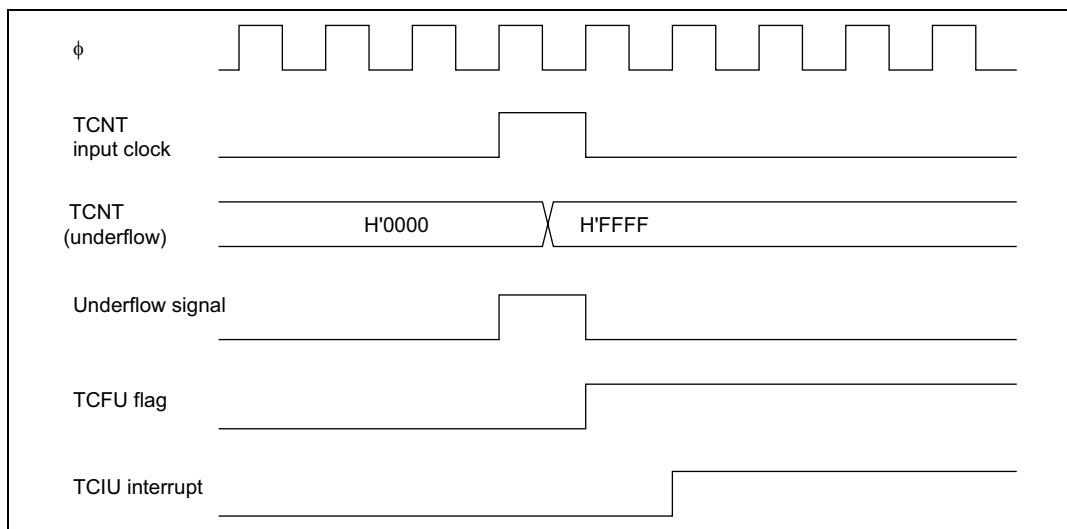 ϕ
TCNT
input clock
TCNT
(underflow)
H'0000
H'FFFF
Underflow signal
TCFU flag
TCIU interrupt